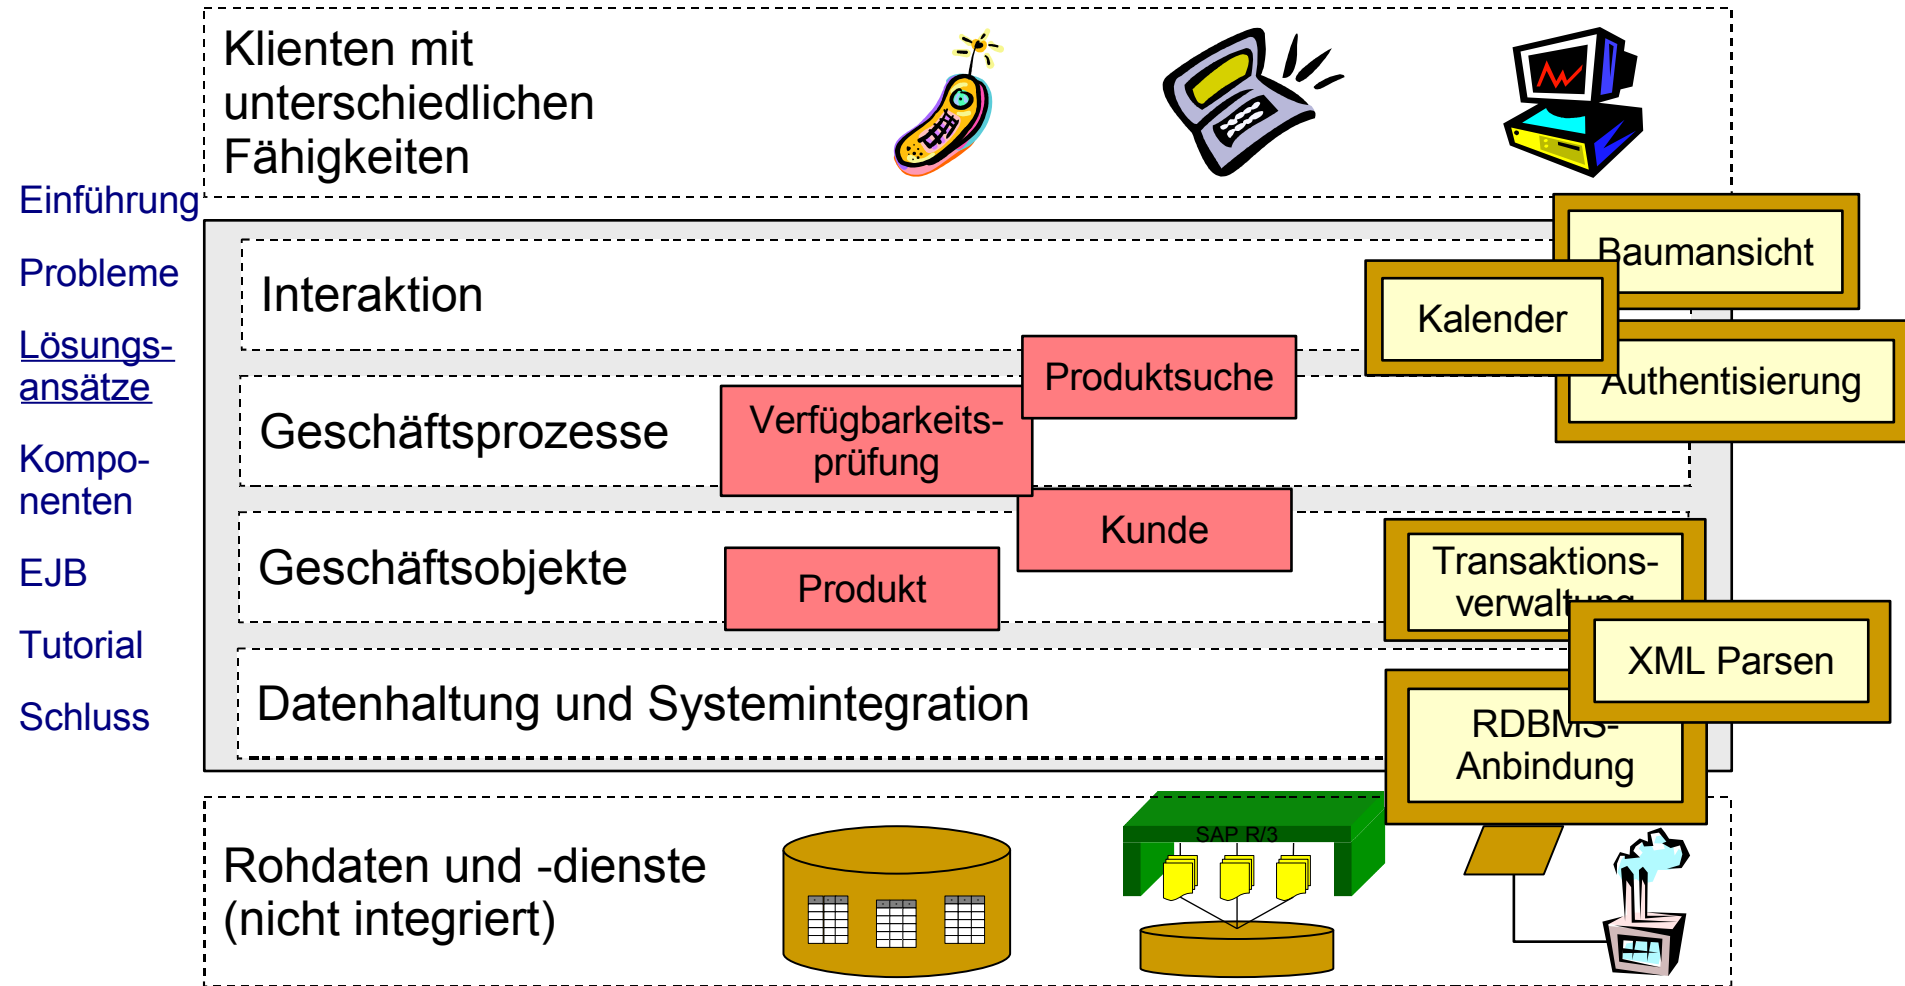 Klienten mit
unterschiedlichen
Fähigkeiten
Einführung
Probleme
Lösungs-
ansätze
Kompo-
nenten
EJB
Tutorial
Schluss
Interaktion
Baumansicht
Kalender
Authentisierung
Geschäftsprozesse
Produktsuche
Verfügbarkeits-
prüfung
Geschäftsobjekte
Kunde
Produkt
Transaktions-
verwaltung
XML Parsen
Datenhaltung und Systemintegration
RDBMS-
Anbindung
Rohdaten und -dienste
(nicht integriert)
SAP R/3